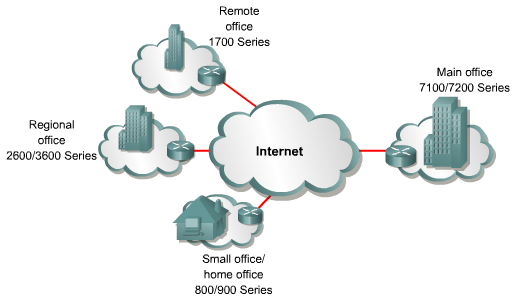 Remote
office
1700 Series
Main office
7100/7200 Series
Regional
office
2600/3600 Series
Internet
Small office/
home office
800/900 Series